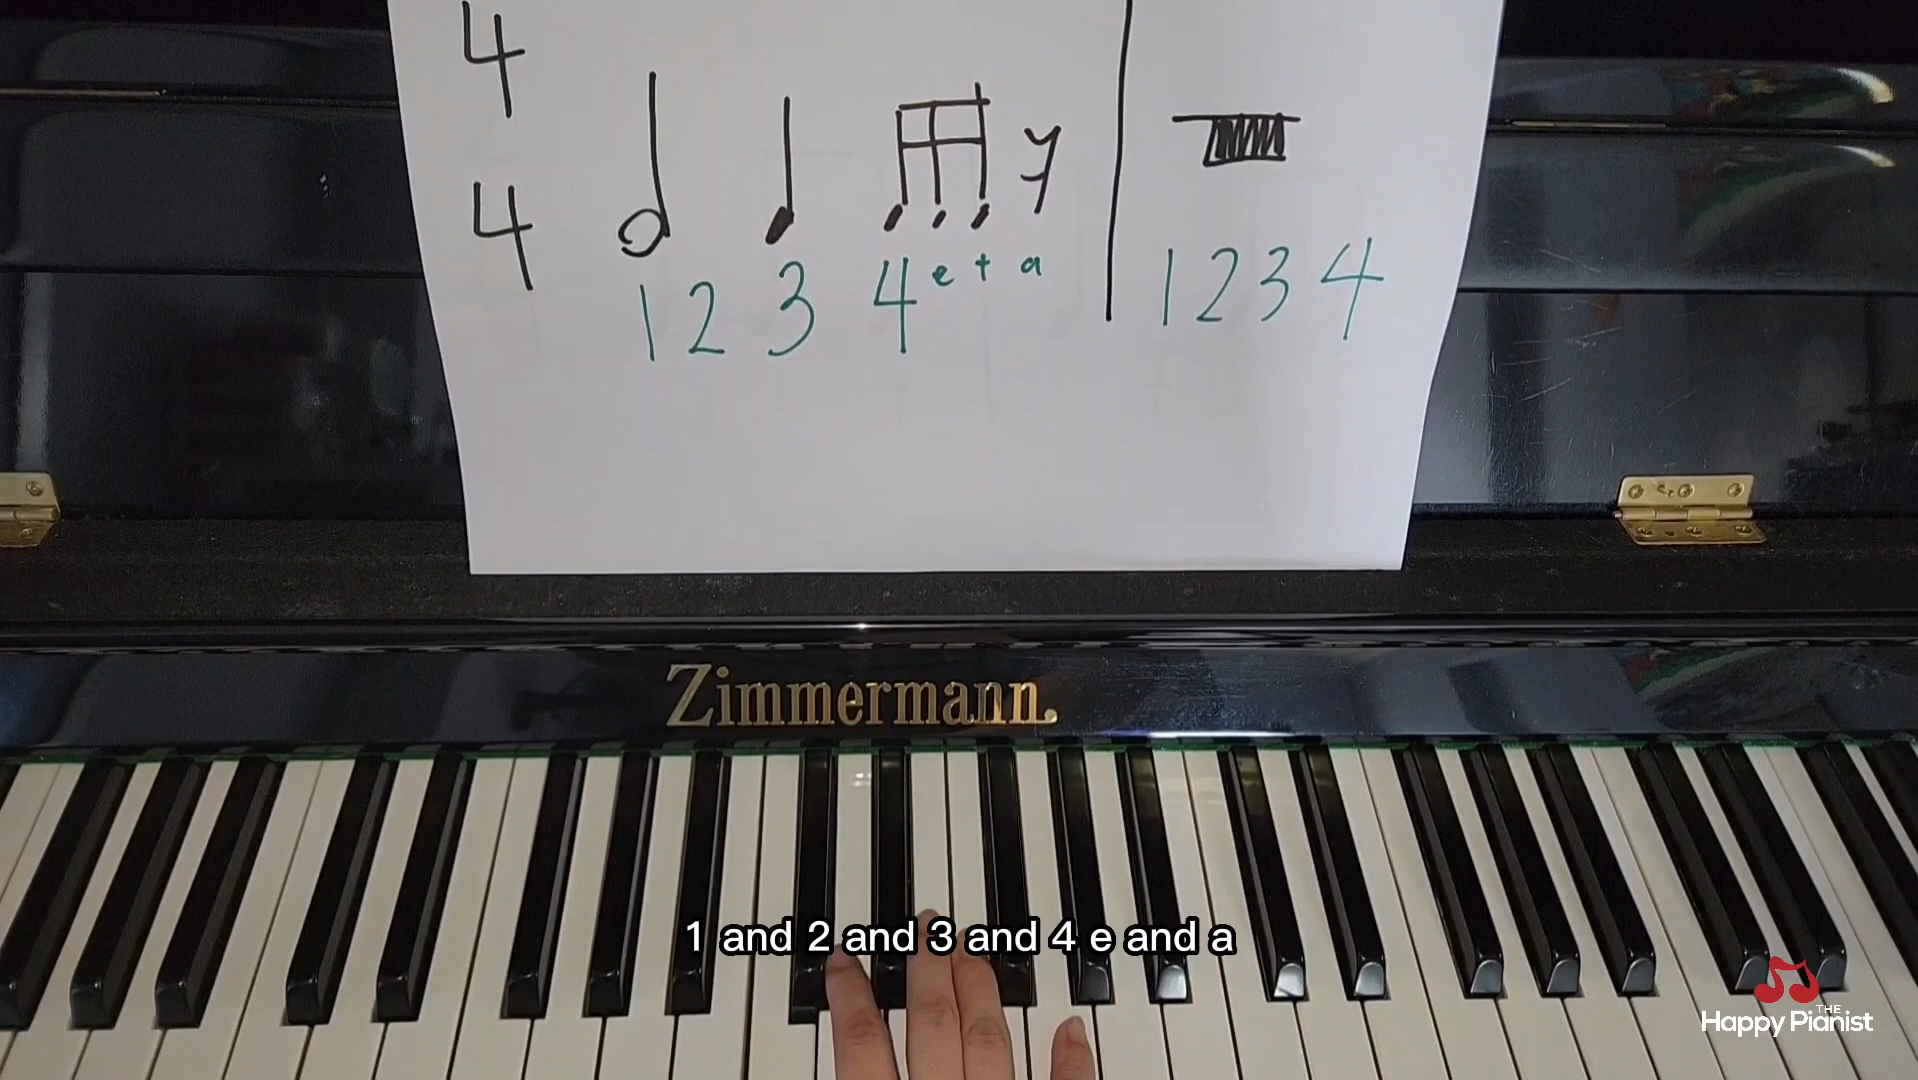 4
4
1 2 3 4 e + a 1 2 3 4
Zimmermann.
1 and 2 and 3 and 4 e and a
THE
Happy Pianist